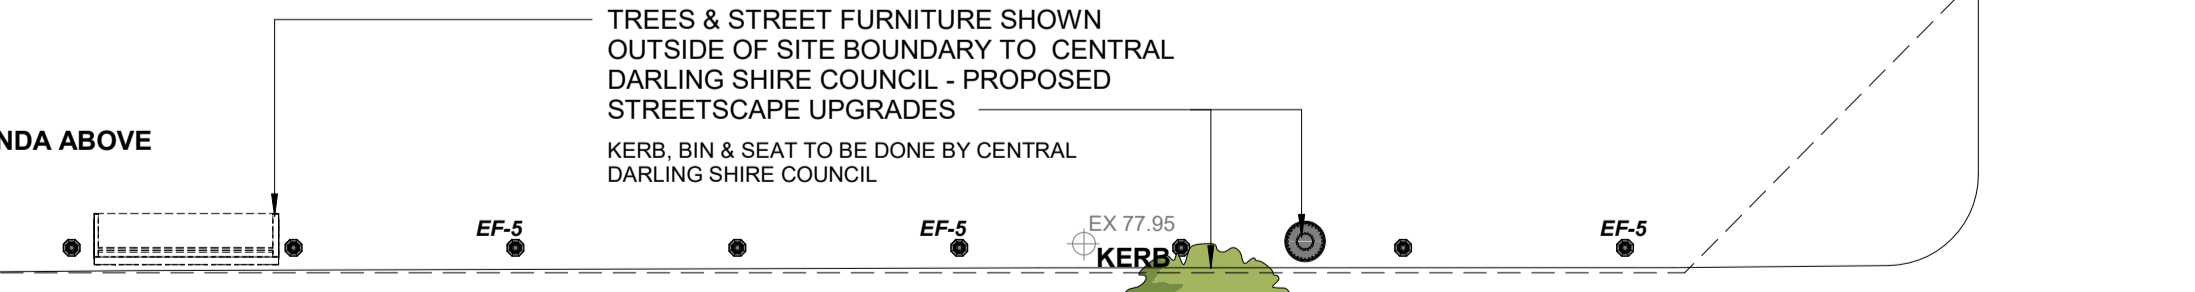 TREES & STREET FURNITURE SHOWN
OUTSIDE OF SITE BOUNDARY TO CENTRAL
DARLING SHIRE COUNCIL - PROPOSED
STREETSCAPE UPGRADES
NDA ABOVE
KERB, BIN & SEAT TO BE DONE BY CENTRAL
DARLING SHIRE COUNCIL
EF-5
EF-5
EX 77.95
EF-5
KERB